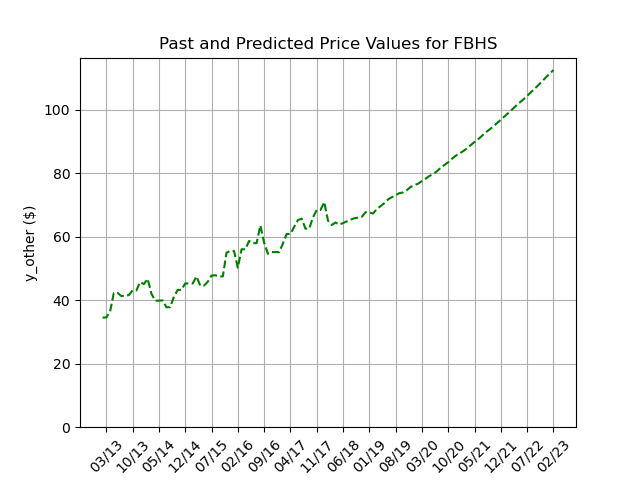 Past and Predicted Price Values for FBHS
y_other ($)
100
80
60
40
20
0
03/13 10/13 05/14 12/14 07/15 02/16 09/16 04/17 11/17 06/18 01/19 08/19 03/20 10/20 05/21 12/21 07/22 02/23